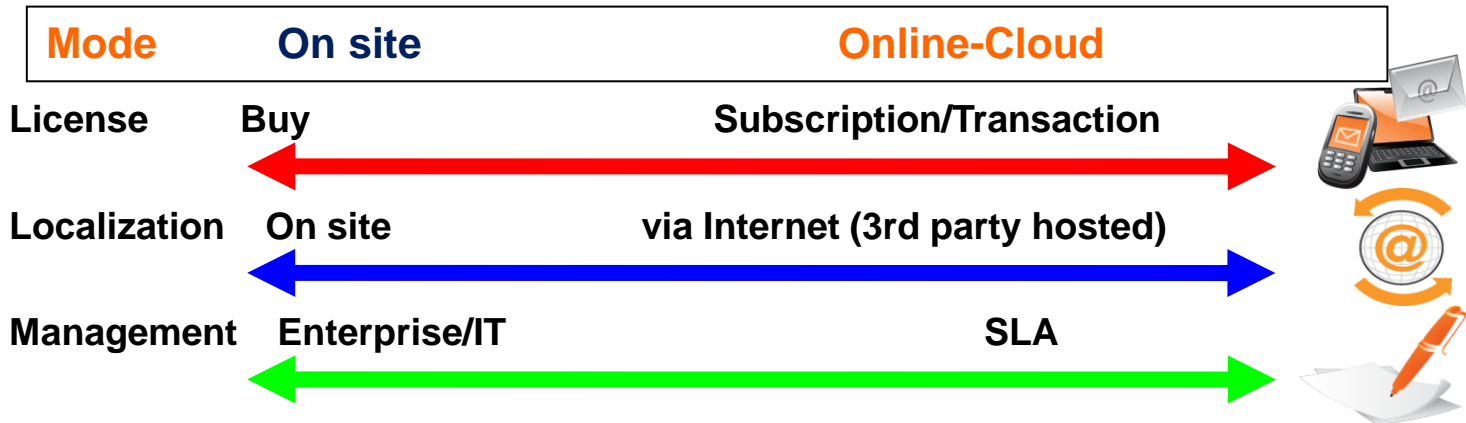 Mode On site Online-Cloud
License Buy Subscription/Transaction
Localization On site via Internet (3rd party hosted)
Management Enterprise/IT SLA